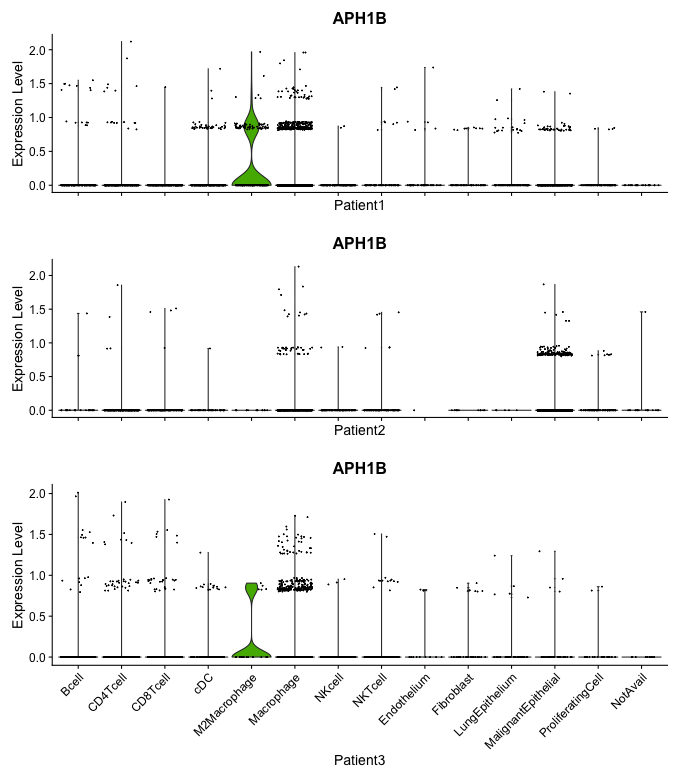 APH1B
Expression Level
2.0
1.5
1.0
0.5
0.0
Patient1
APH1B
Expression Level
2.0
1.5
1.0
0.5
0.0
Patient2
APH1B
Expression Level
2.0
1.5
1.0
0.5
0.0
Bcell
CD4Tcell
CD8Tcell
cDC
M2Macrophage
Macrophage
NKcell
NKTcell
Endothelium
Fibroblast
LungEpithelium
MalignantEpithelial
ProliferatingCell
NotAvail
Patient3